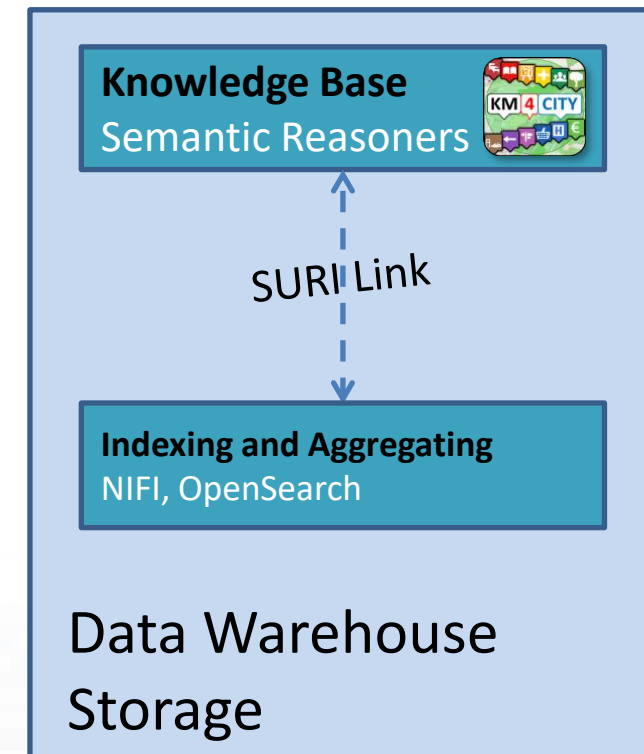 Knowledge Base
Semantic Reasoners
KM 4 CITY
SURI Link
Indexing and Aggregating
NIFI, OpenSearch
Data Warehouse
Storage